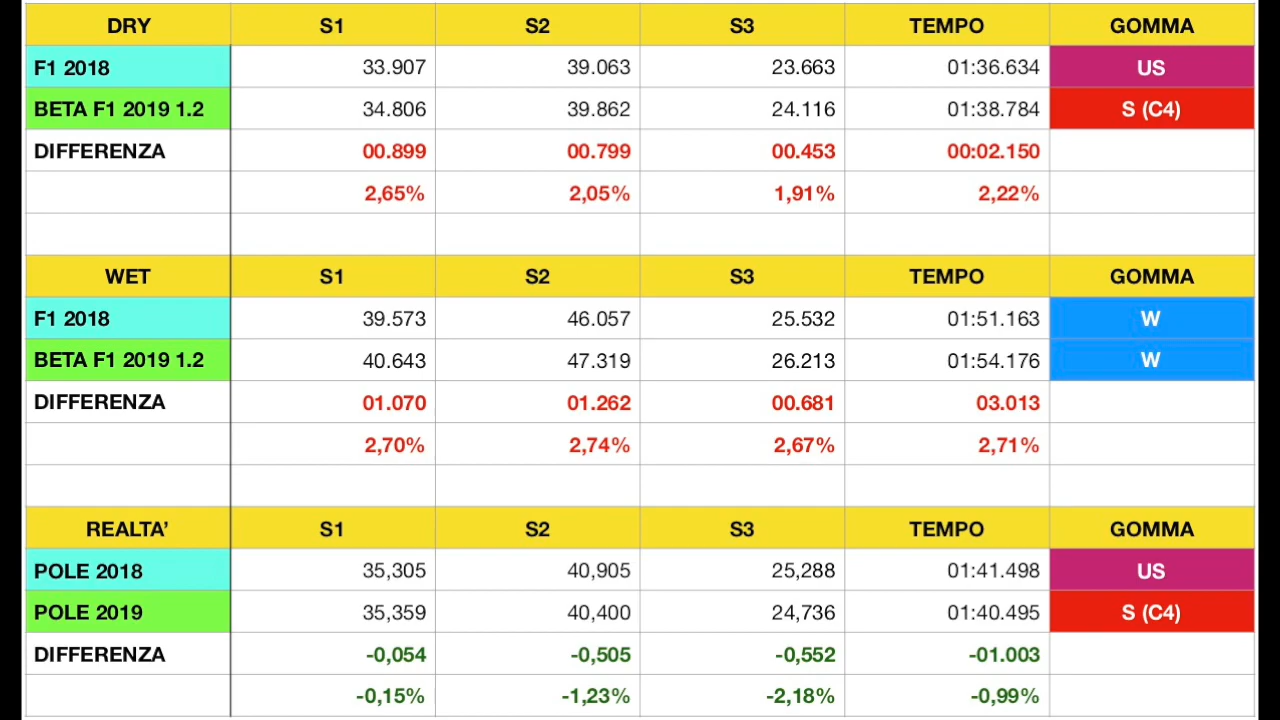 DRY S1 S2 S3 TEMPO GOMMA
F1 2018 33.907 39.063 23.663 01:36.634 US
BETA F1 2019 1.2 34.806 39.862 24.116 01:38.784 S (C4)
DIFFERENZA 00.899 00.799 00.453 00:02.150
2,65% 2,05% 1,91% 2,22%
WET S1 S2 S3 TEMPO GOMMA
F1 2018 39.573 46.057 25.532 01:51.163 W
BETA F1 2019 1.2 40.643 47.319 26.213 01:54.176 W
DIFFERENZA 01.070 01.262 00.681 03.013
2,70% 2,74% 2,67% 2,71%
REALTA’ S1 S2 S3 TEMPO GOMMA
POLE 2018 35,305 40,905 25,288 01:41.498 US
POLE 2019 35,359 40,400 24,736 01:40.495 S (C4)
DIFFERENZA -0,054 -0,505 -0,552 -01.003
-0,15% -1,23% -2,18% -0,99%